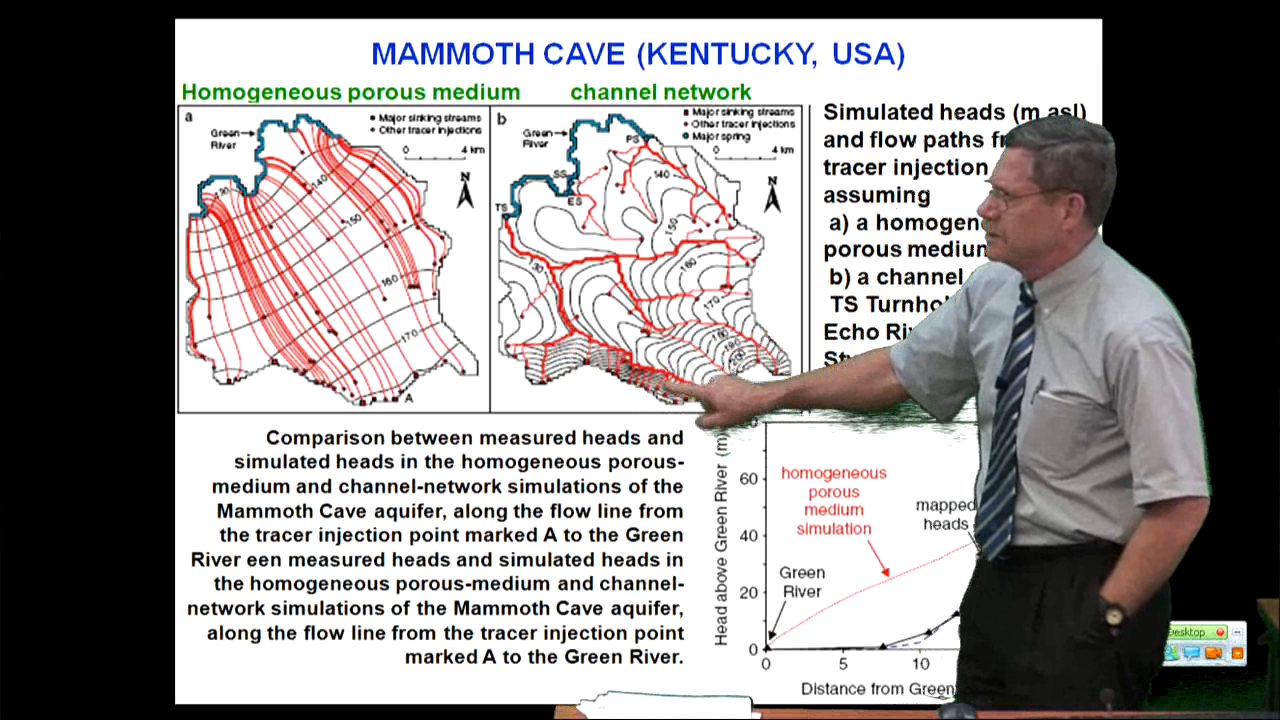 MAMMOTH CAVE (KENTUCKY, USA)
Homogeneous porous medium
channel network
a
Major sinking streams
Other tracer injections
Green
River
0 4 km
N
130
140
150
160
170
A
b
Major sinking streams
Other tracer injections
Major spring
Green
River
0 4 km
N
PS
SS
ES
TS
130
140
150
160
170
180
190
200
Simulated heads (m asl)
and flow paths
tracer injection
assuming
a) a homogen
porous medium
b) a channel
TS
Echo
Comparison between measured heads and
simulated heads in the homogeneous porous-
medium and channel-network simulations of the
Mammoth Cave aquifer, along the flow line from
the tracer injection point marked A to the Green
River een measured heads and simulated heads in
the homogeneous porous-medium and channel-
network simulations of the Mammoth Cave aquifer,
along the flow line from the tracer injection point
marked A to the Green River.
Head above Green River (m)
60
40
20
0
homogeneous
porous
medium
simulation
mapped
heads
Green
River
0 5 10
Distance from Green
Desktop